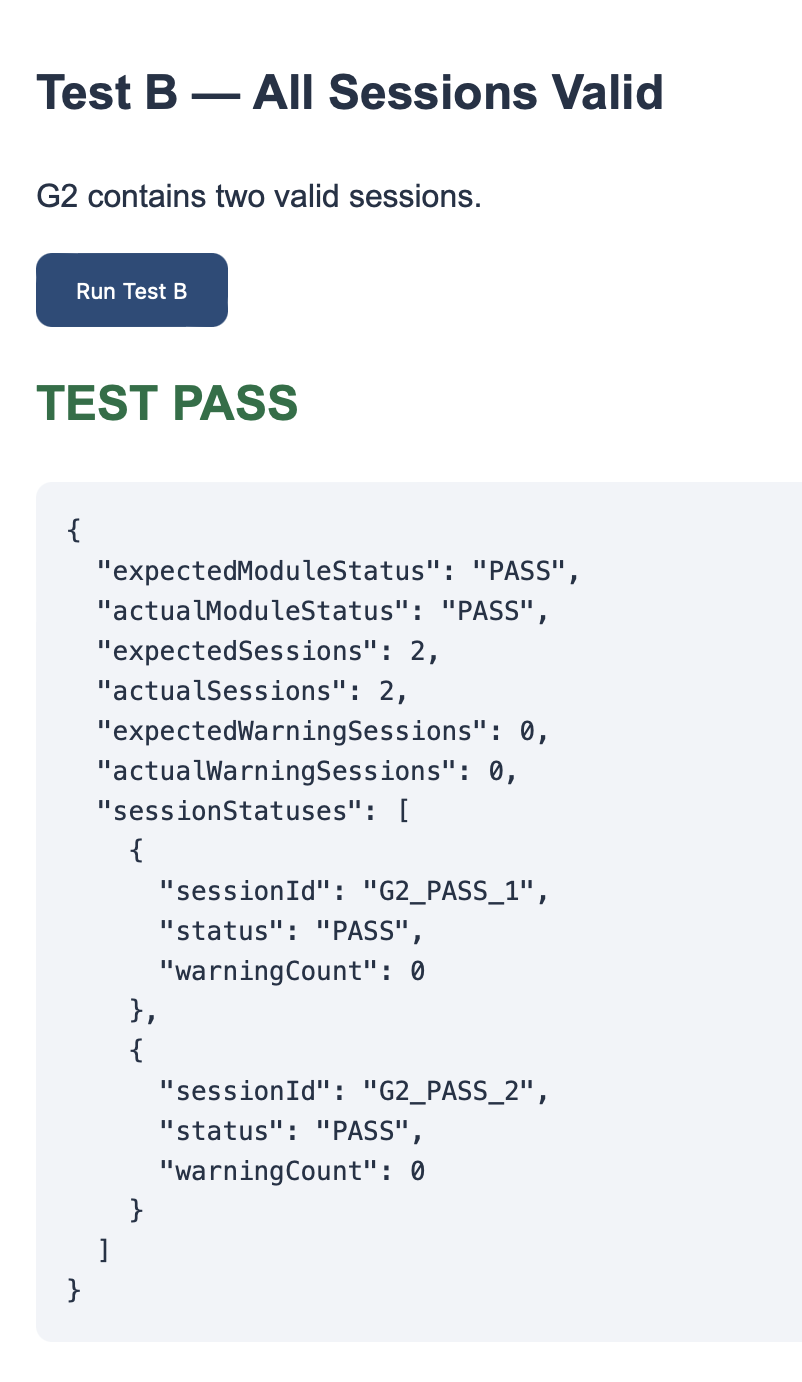 Test B — All Sessions Valid
G2 contains two valid sessions.
Run Test B
TEST PASS
{
  "expectedModuleStatus": "PASS",
  "actualModuleStatus": "PASS",
  "expectedSessions": 2,
  "actualSessions": 2,
  "expectedWarningSessions": 0,
  "actualWarningSessions": 0,
  "sessionStatuses": [
    {
      "sessionId": "G2_PASS_1",
      "status": "PASS",
      "warningCount": 0
    },
    {
      "sessionId": "G2_PASS_2",
      "status": "PASS",
      "warningCount": 0
    }
  ]
}